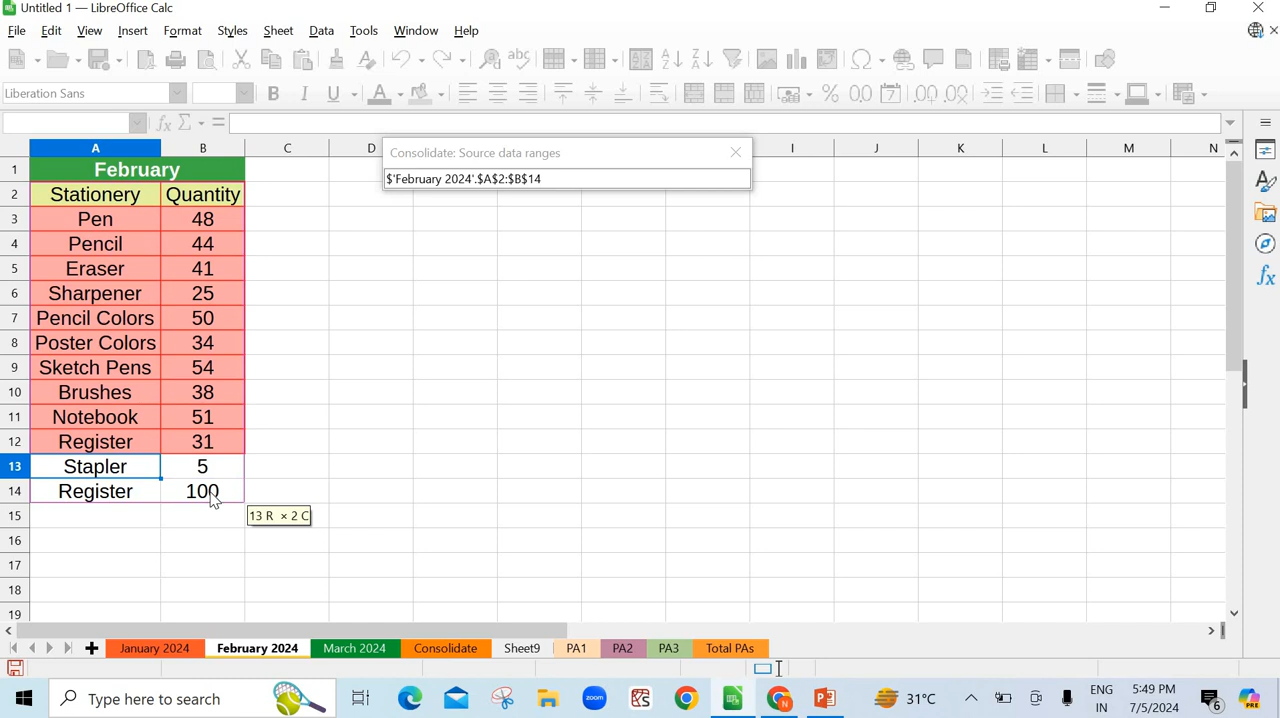 Untitled 1 — LibreOffice Calc
File Edit View Insert Format Styles Sheet Data Tools Window Help
Liberation Sans
A B C D I J K L M N
Consolidate: Source data ranges
$'February 2024'.$A$2:$B$14
1 February
2 Stationery Quantity
3 Pen 48
4 Pencil 44
5 Eraser 41
6 Sharpener 25
7 Pencil Colors 50
8 Poster Colors 34
9 Sketch Pens 54
10 Brushes 38
11 Notebook 51
12 Register 31
13 Stapler 5
14 Register 100
15 13 R × 2 C
16
17
18
19
January 2024 February 2024 March 2024 Consolidate Sheet9 PA1 PA2 PA3 Total PAs
Type here to search 31°C ENG IN 5:49 PM 7/5/2024 6 PRE